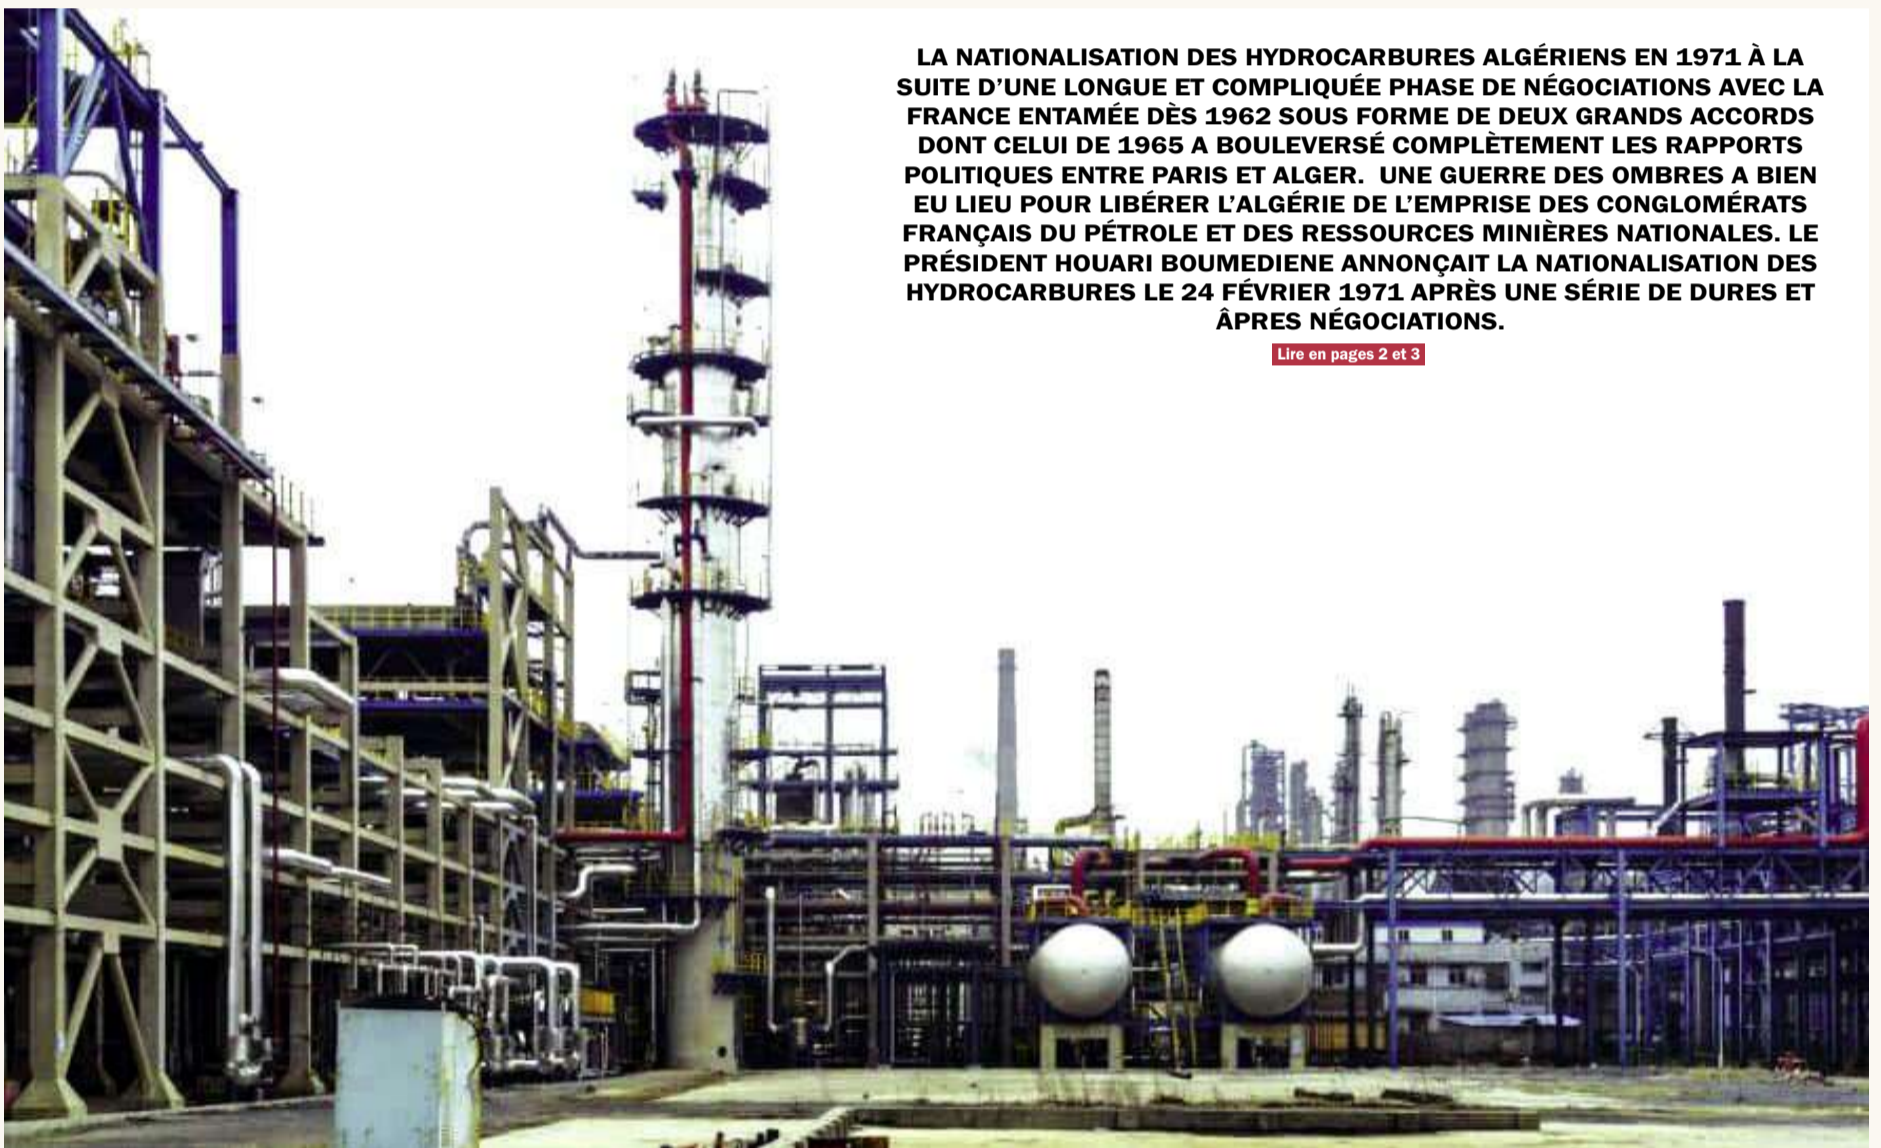 LA NATIONALISATION DES HYDROCARBURES ALGÉRIENS EN 1971 À LA
SUITE D’UNE LONGUE ET COMPLIQUÉE PHASE DE NÉGOCIATIONS AVEC LA
FRANCE ENTAMÉE DÈS 1962 SOUS FORME DE DEUX GRANDS ACCORDS
DONT CELUI DE 1965 A BOULEVERSÉ COMPLÈTEMENT LES RAPPORTS
POLITIQUES ENTRE PARIS ET ALGER.  UNE GUERRE DES OMBRES A BIEN
EU LIEU POUR LIBÉRER L’ALGÉRIE DE L’EMPRISE DES CONGLOMÉRATS
FRANÇAIS DU PÉTROLE ET DES RESSOURCES MINIÈRES NATIONALES. LE
PRÉSIDENT HOUARI BOUMEDIENE ANNONÇAIT LA NATIONALISATION DES
HYDROCARBURES LE 24 FÉVRIER 1971 APRÈS UNE SÉRIE DE DURES ET
ÂPRES NÉGOCIATIONS.
Lire en pages 2 et 3